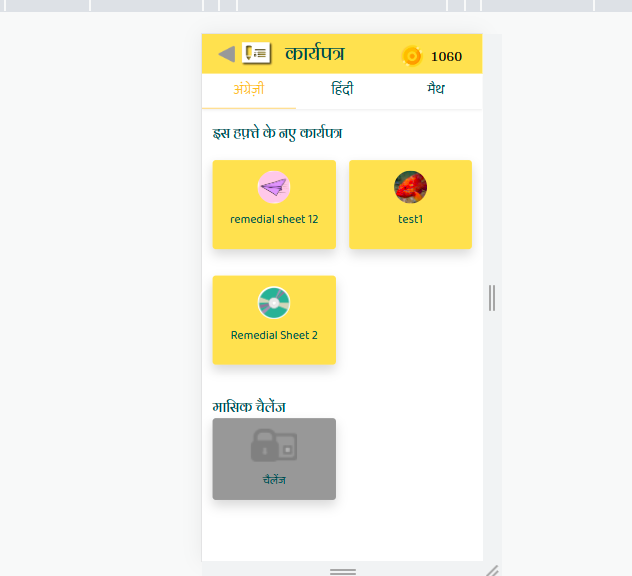 कार्यपत्र 1060
अंग्रेज़ी हिंदी मैथ
इस हफ़्ते के नए कार्यपत्र
remedial sheet 12 test1
Remedial Sheet 2
मासिक चैलेंज
चैलेंज